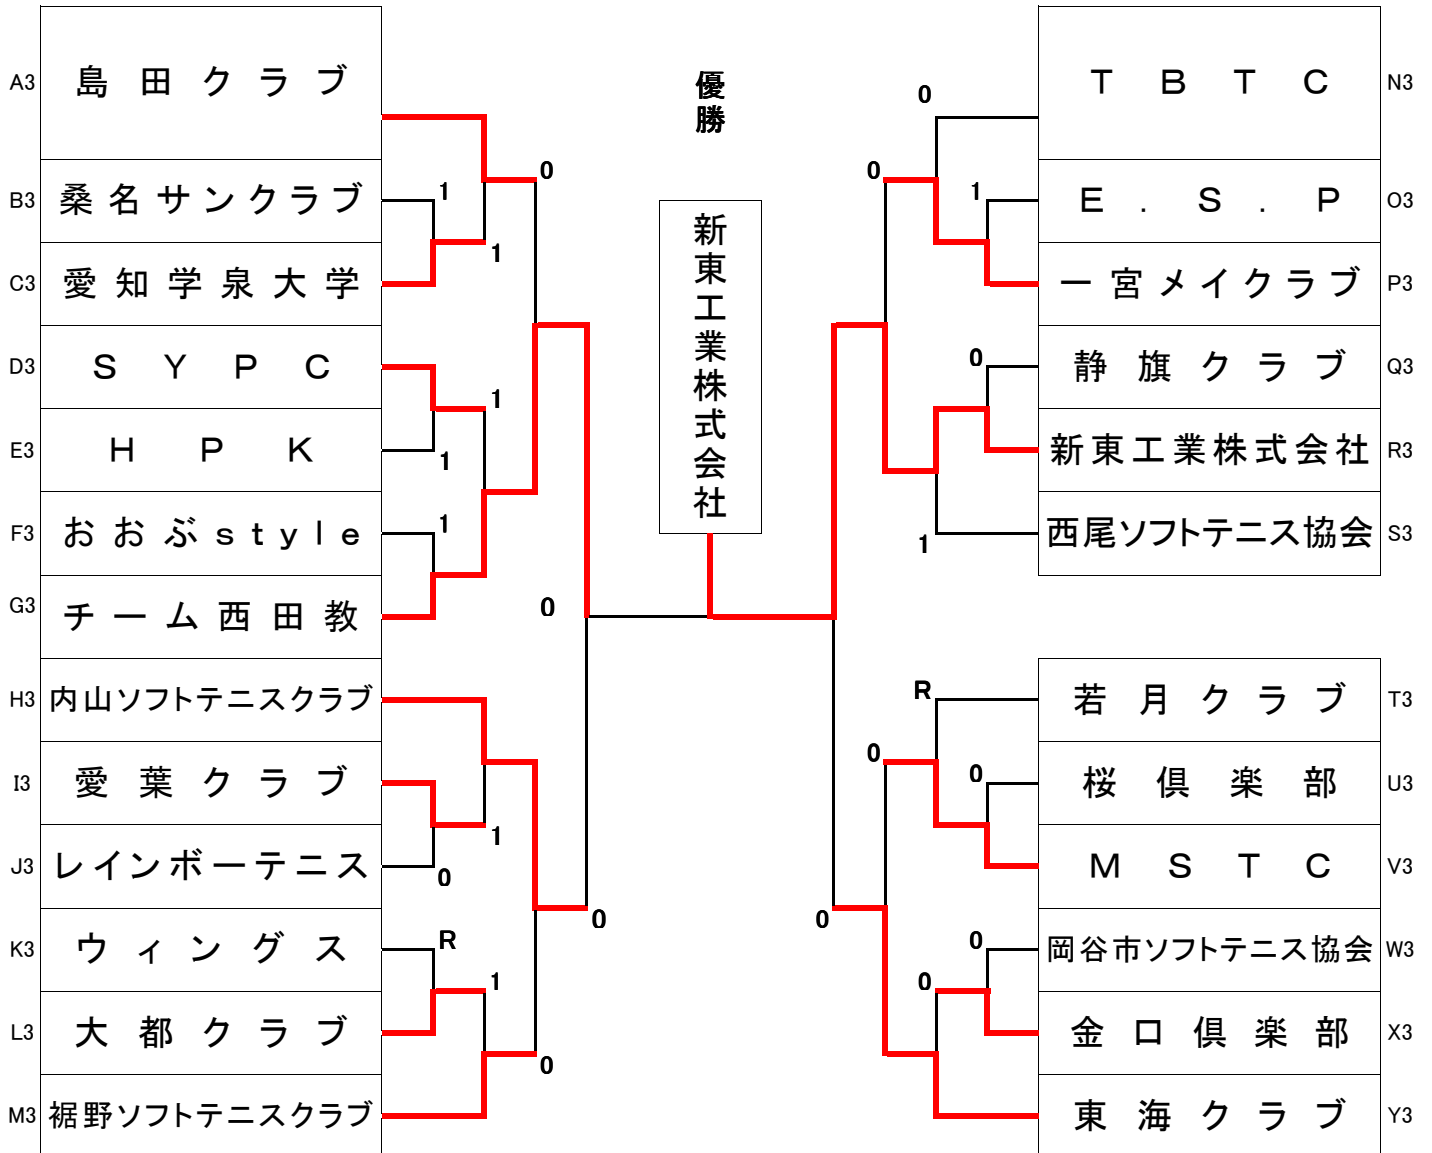 優勝
新東工業株式会社
A3 島田クラブ
B3 桑名サンクラブ 1
C3 愛知学泉大学
0
1
D3 SYPC
E3 HPK 1
1
F3 おおぶstyle 1
G3 チーム西田教
0
H3 内山ソフトテニスクラブ
I3 愛葉クラブ
1
J3 レインボーテニス 0
0
K3 ウィングス R
1
L3 大都クラブ
0
M3 裾野ソフトテニスクラブ
0 TBTC N3
0
1 E.S.P O3
一宮メイクラブ P3
0 静旗クラブ Q3
新東工業株式会社 R3
1 西尾ソフトテニス協会 S3
R 若月クラブ T3
0
0 桜倶楽部 U3
MSTC V3
0
0 岡谷市ソフトテニス協会 W3
0
金口倶楽部 X3
東海クラブ Y3